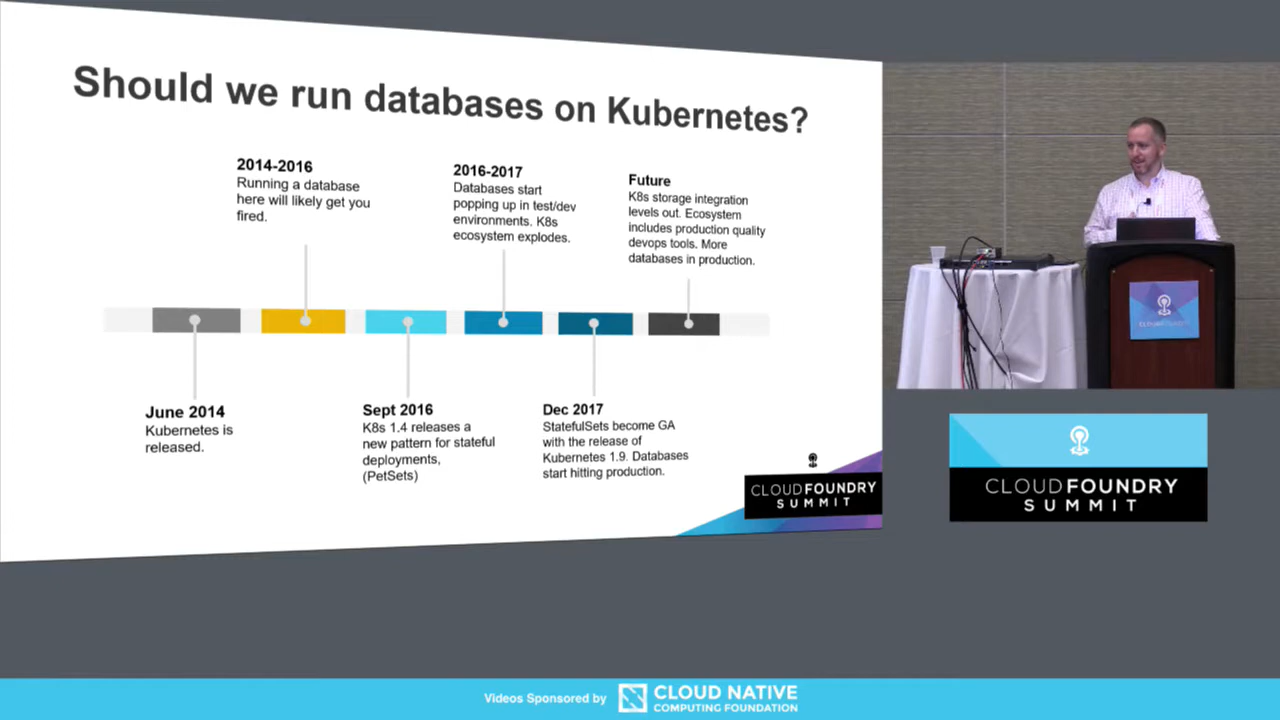 Should we run databases on Kubernetes?
2014-2016
Running a database
here will likely get you
fired.
2016-2017
Databases start
popping up in test/dev
environments. K8s
ecosystem explodes.
Future
K8s storage integration
levels out. Ecosystem
includes production quality
devops tools. More
databases in production.
June 2014
Kubernetes is
released.
Sept 2016
K8s 1.4 releases a
new pattern for stateful
deployments,
(PetSets)
Dec 2017
StatefulSets become GA
with the release of
Kubernetes 1.9. Databases
start hitting production.
CLOUDFOUNDRY
SUMMIT
CLOUDFOUNDRY
CLOUDFOUNDRY
SUMMIT
Videos Sponsored by
CLOUD NATIVE
COMPUTING FOUNDATION